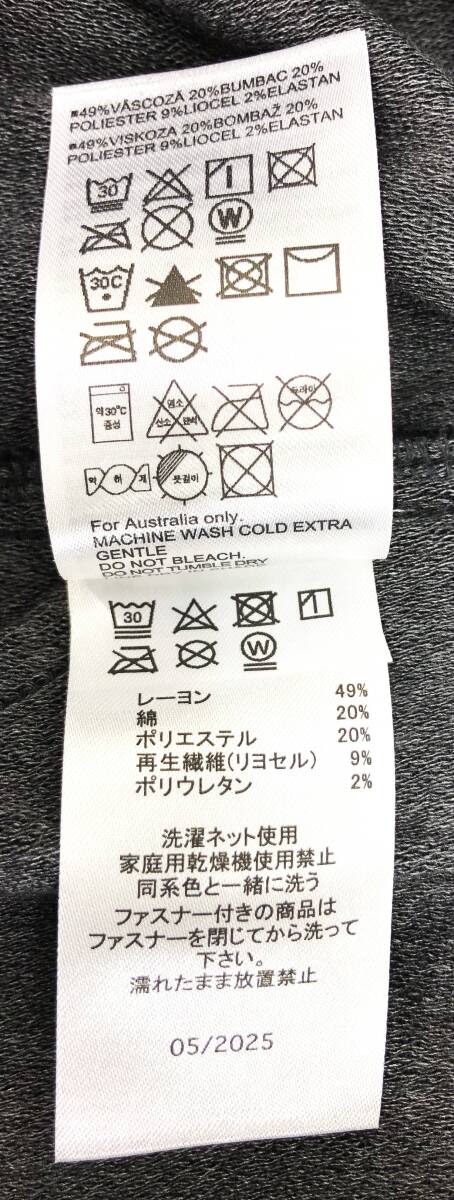 ■49%VÂSCOZĂ 20%BUMBAC 20%
POLIESTER 9%LIOCEL 2%ELASTAN
■49%VISKOZA 20%BOMBAŽ 20%
POLIESTER 9%LIOCEL 2%ELASTAN
30
W
30C
약30℃
중성
염소
산소 표백
드라이
약하게
뭇길이
For Australia only.
MACHINE WASH COLD EXTRA
GENTLE
DO NOT BLEACH.
DO NOT TUMBLE DRY
30
W
レーヨン 49%
綿 20%
ポリエステル 20%
再生繊維(リヨセル) 9%
ポリウレタン 2%
洗濯ネット使用
家庭用乾燥機使用禁止
同系色と一緒に洗う
ファスナー付きの商品は
ファスナーを閉じてから洗って
下さい。
濡れたまま放置禁止
05/2025